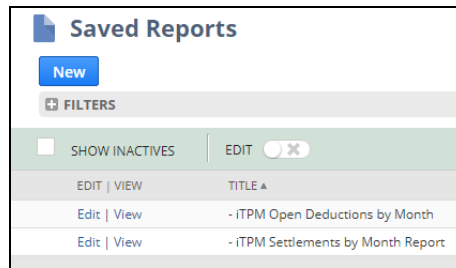 Saved Reports
New
FILTERS
SHOW INACTIVES EDIT
EDIT | VIEW TITLE ▲
Edit | View - iTPM Open Deductions by Month
Edit | View - iTPM Settlements by Month Report